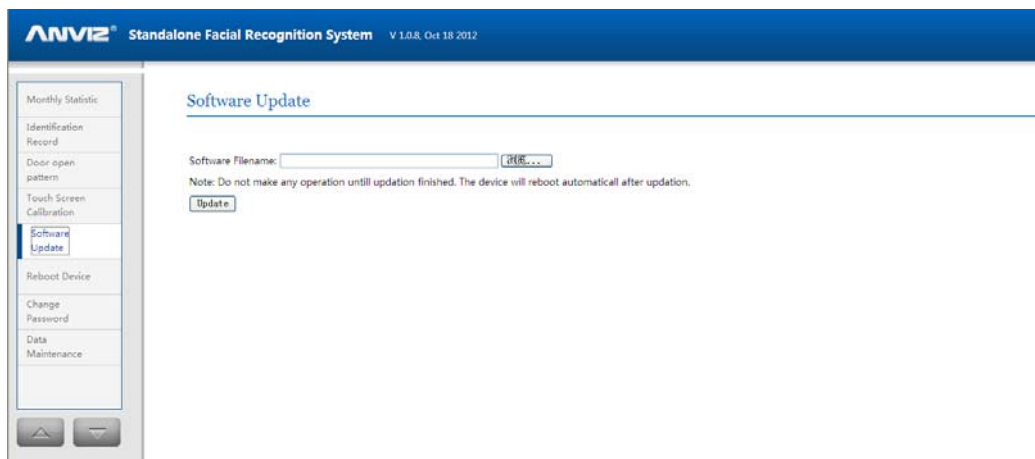 ANVIZ® Standalone Facial Recognition System V 1.0.8, Oct 18 2012
Monthly Statistic
Identification
Record
Door open
pattern
Touch Screen
Calibration
Software
Update
Reboot Device
Change
Password
Data
Maintenance
Software Update
Software Filename: 浏览...
Note: Do not make any operation untill updation finished. The device will reboot automaticall after updation.
Update